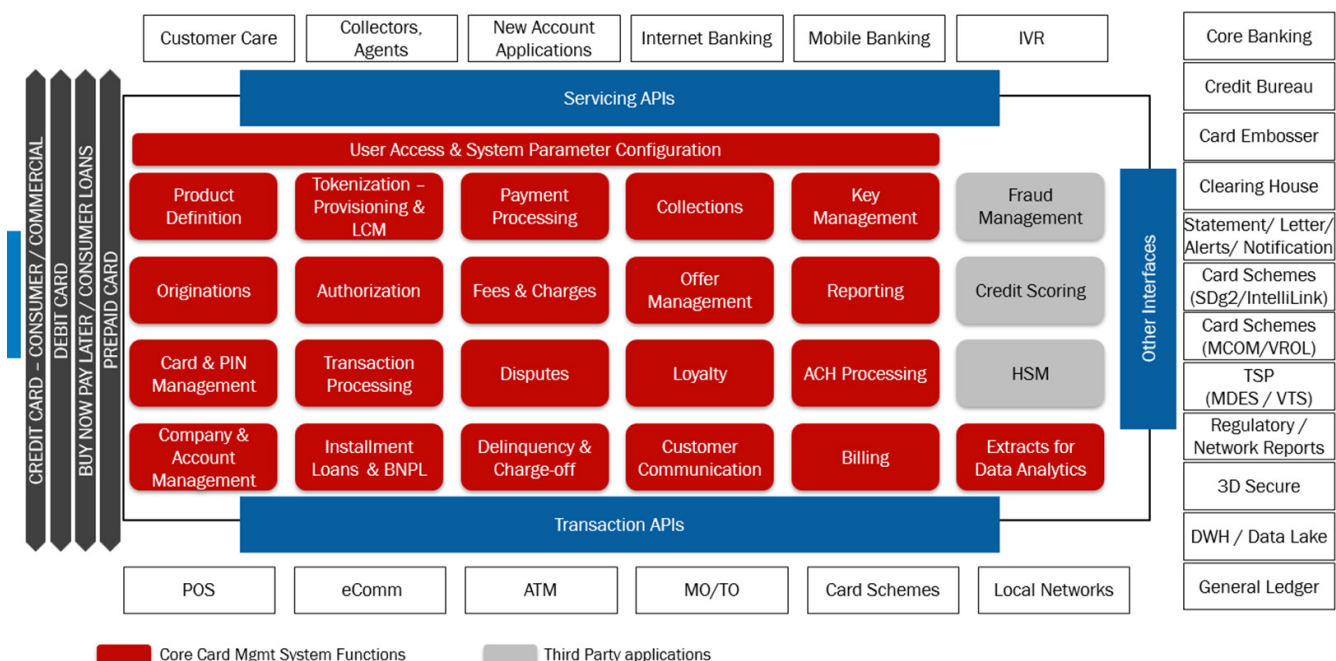 Customer Care
Collectors,
Agents
New Account
Applications
Internet Banking
Mobile Banking
IVR
Servicing APIs
CREDIT CARD – CONSUMER / COMMERCIAL
DEBIT CARD
BUY NOW PAY LATER / CONSUMER LOANS
PREPAID CARD
User Access & System Parameter Configuration
Product
Definition
Tokenization –
Provisioning &
LCM
Payment
Processing
Collections
Key
Management
Fraud
Management
Originations
Authorization
Fees & Charges
Offer
Management
Reporting
Credit Scoring
Card & PIN
Management
Transaction
Processing
Disputes
Loyalty
ACH Processing
HSM
Company &
Account
Management
Installment
Loans & BNPL
Delinquency &
Charge-off
Customer
Communication
Billing
Extracts for
Data Analytics
Transaction APIs
POS
eComm
ATM
MO/TO
Card Schemes
Local Networks
Other Interfaces
Core Banking
Credit Bureau
Card Embosser
Clearing House
Statement/ Letter/
Alerts/ Notification
Card Schemes
(SDg2/IntelliLink)
Card Schemes
(MCOM/VROL)
TSP
(MDES / VTS)
Regulatory /
Network Reports
3D Secure
DWH / Data Lake
General Ledger
Core Card Mgmt System Functions
Third Party applications